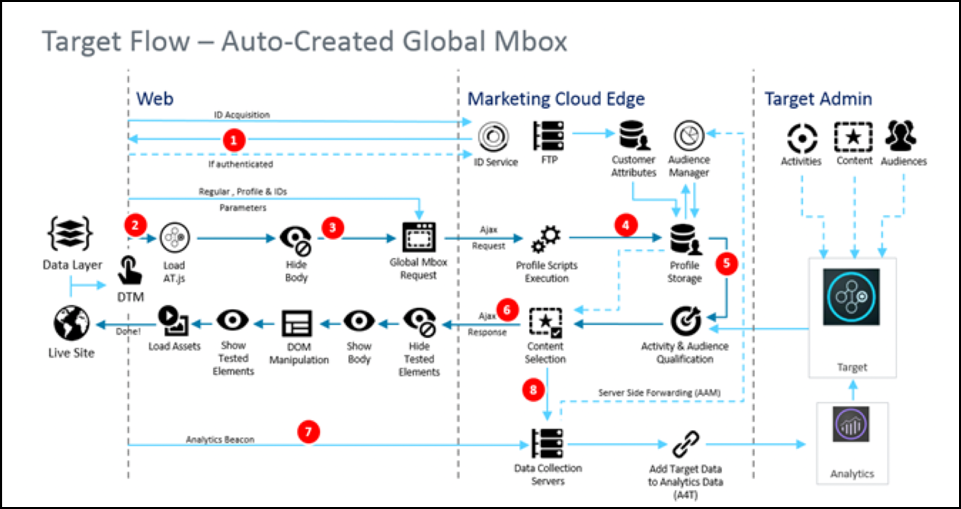 Target Flow – Auto-Created Global Mbox
Web
Marketing Cloud Edge
Target Admin
ID Acquisition
1
If authenticated
ID Service
FTP
Customer
Attributes
Audience
Manager
Activities
Content
Audiences
Regular , Profile & IDs
Parameters
Data Layer
2
Load
AT.js
Hide
Body
3
Global Mbox
Request
Ajax
Request
Profile Scripts
Execution
4
Profile
Storage
5
DTM
Live Site
Done!
Load Assets
Show
Tested
Elements
DOM
Manipulation
Show
Body
Hide
Tested
Elements
6
Ajax
Response
Content
Selection
Activity & Audience
Qualification
Target
8
Server Side Forwarding (AAM)
7
Analytics Beacon
Data Collection
Servers
Add Target Data
to Analytics Data
(A4T)
Analytics